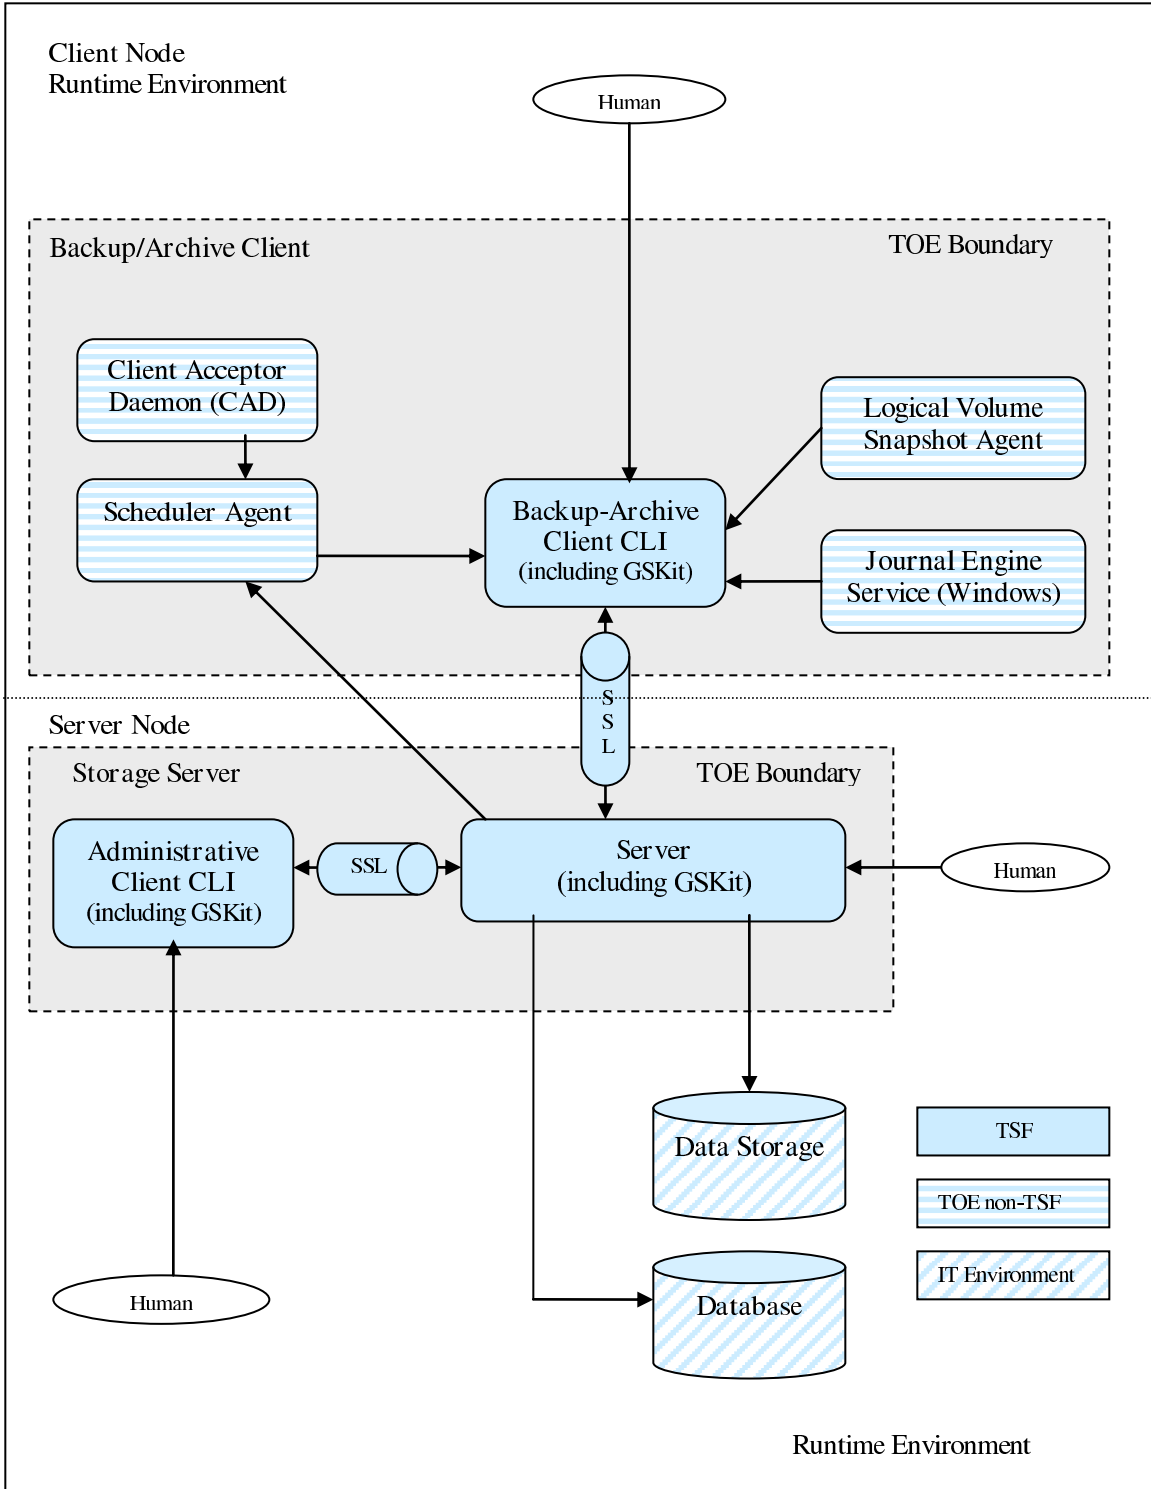 Client Node
Runtime Environment
Human
Backup/Archive Client
TOE Boundary
Client Acceptor
Daemon (CAD)
Logical Volume
Snapshot Agent
Scheduler Agent
Backup-Archive
Client CLI
(including GSKit)
Journal Engine
Service (Windows)
S
S
L
Server Node
Storage Server
TOE Boundary
Administrative
Client CLI
(including GSKit)
SSL
Server
(including GSKit)
Human
Data Storage
TSF
TOE non-TSF
IT Environment
Human
Database
Runtime Environment